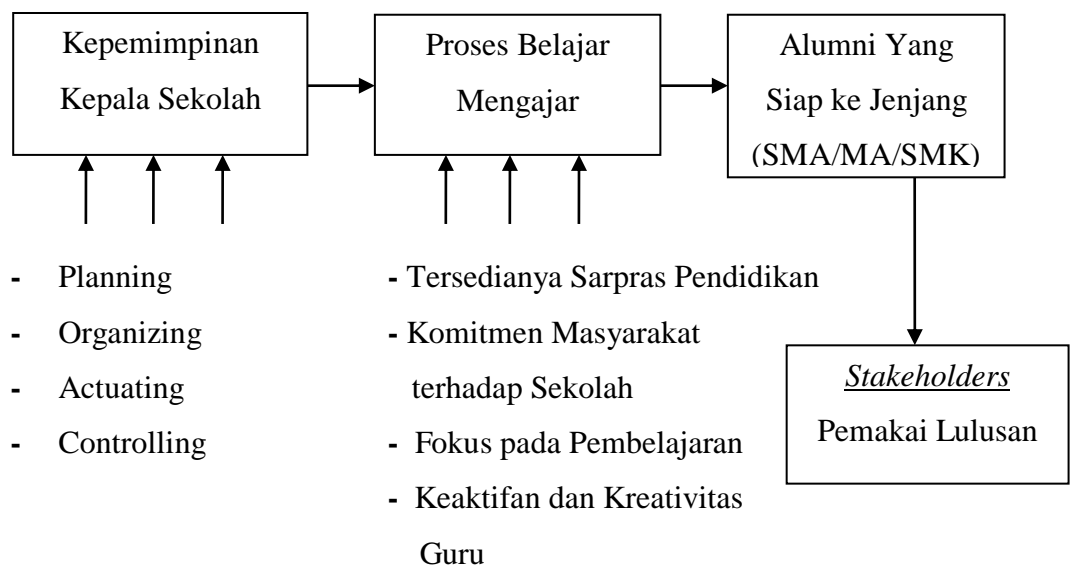 Kepemimpinan
Kepala Sekolah
Proses Belajar
Mengajar
Alumni Yang
Siap ke Jenjang
(SMA/MA/SMK)
- Planning
- Organizing
- Actuating
- Controlling
- Tersedianya Sarpras Pendidikan
- Komitmen Masyarakat
terhadap Sekolah
- Fokus pada Pembelajaran
- Keaktifan dan Kreativitas
Guru
Stakeholders
Pemakai Lulusan